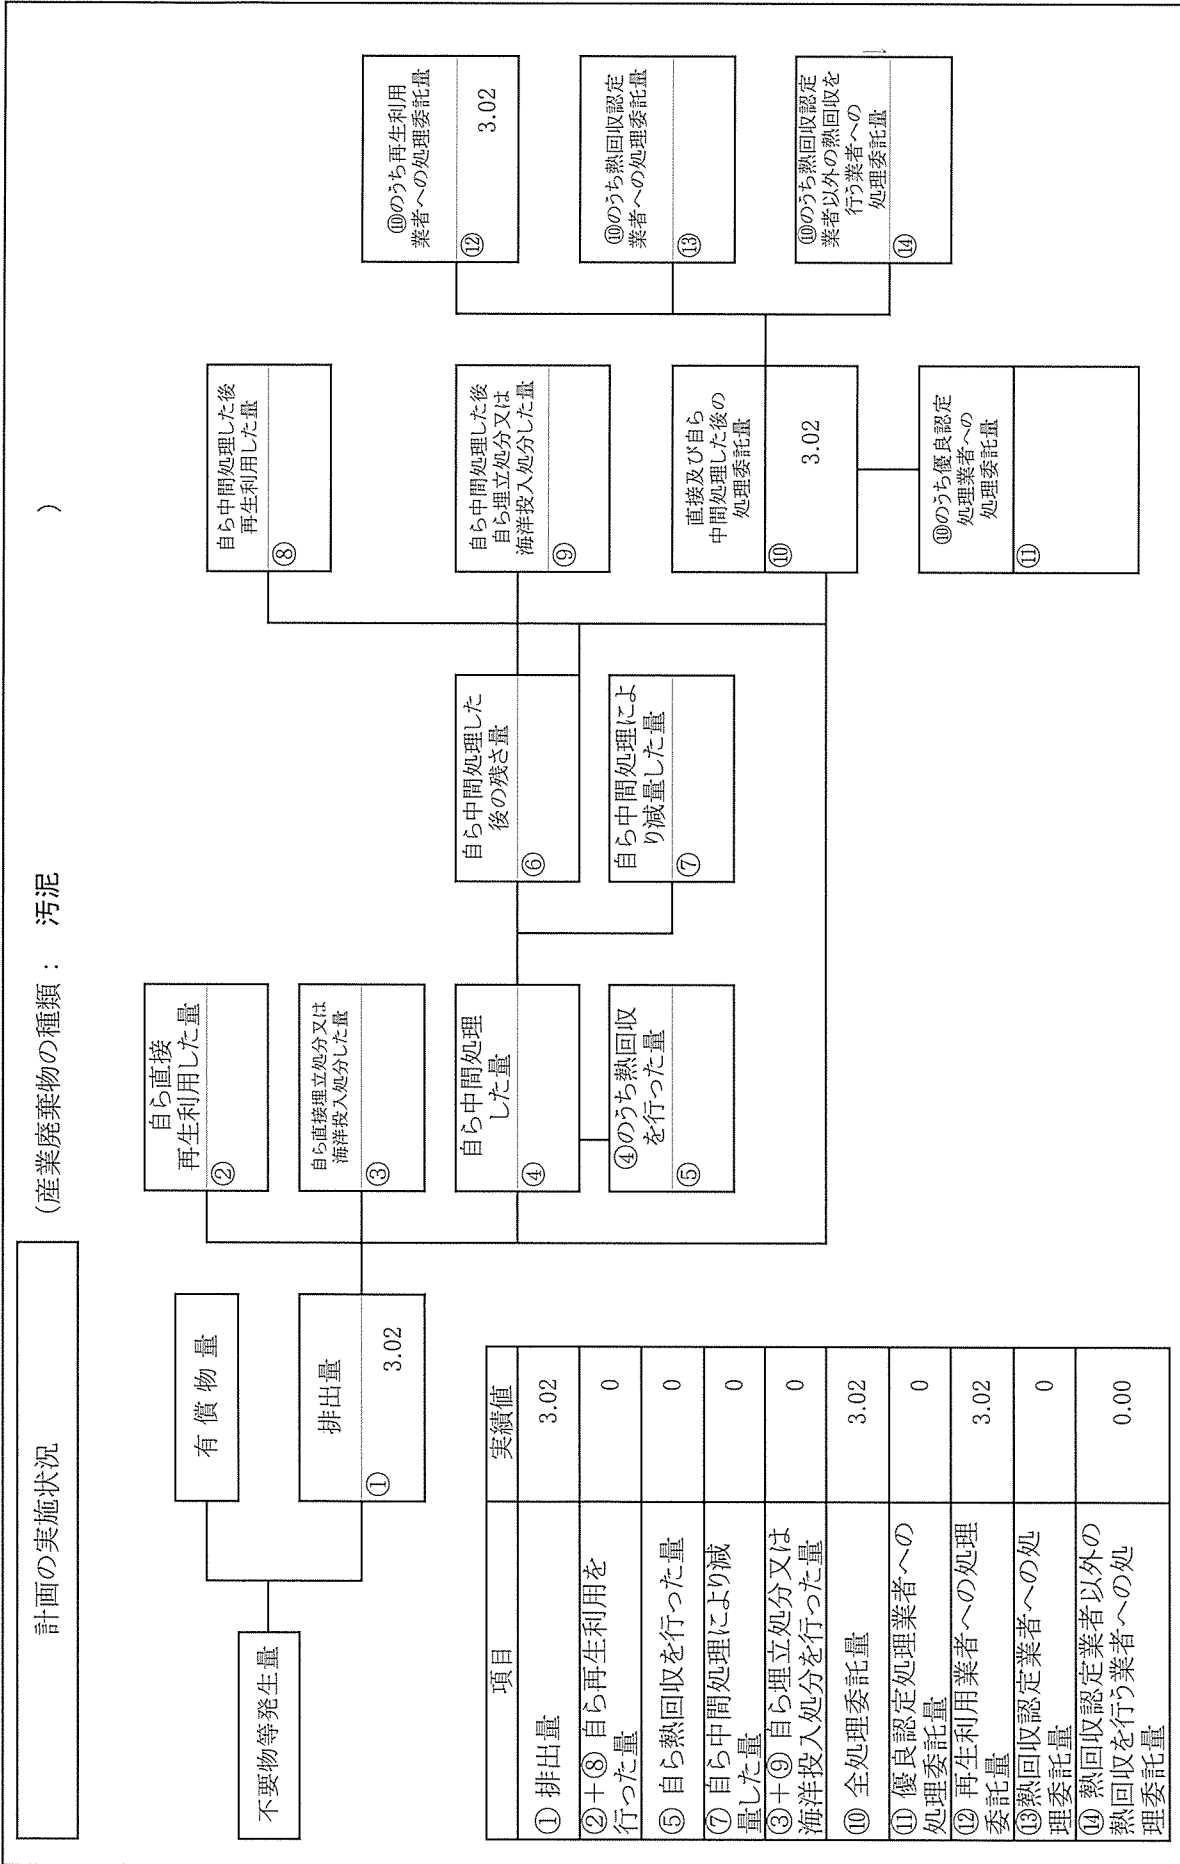 計画の実施状況
(産業廃棄物の種類： 汚泥 )
不要物等発生量
有 償 物 量
排出量
① 3.02
自ら直接
再生利用した量
②
自ら直接埋立処分又は
海洋投入処分した量
③
自ら中間処理
した量
④
④のうち熱回収
を行った量
⑤
自ら中間処理した
後の残さ量
⑥
自ら中間処理によ
り減量した量
⑦
自ら中間処理した後
再生利用した量
⑧
自ら中間処理した後
自ら埋立処分又は
海洋投入処分した量
⑨
直接及び自ら
中間処理した後の
処理委託量
⑩ 3.02
⑩のうち優良認定
処理業者への
処理委託量
⑪
⑩のうち再生利用
業者への処理委託量
⑫ 3.02
⑩のうち熱回収認定
業者への処理委託量
⑬
⑩のうち熱回収認定
業者以外の熱回収を
行う業者への
処理委託量
⑭
項目 実績値
① 排出量 3.02
②＋⑧ 自ら再生利用を
行った量 0
⑤ 自ら熱回収を行った量 0
⑦ 自ら中間処理により減
量した量 0
③＋⑨ 自ら埋立処分又は
海洋投入処分を行った量 0
⑩ 全処理委託量 3.02
⑪ 優良認定処理業者への
処理委託量 0
⑫ 再生利用業者への処理
委託量 3.02
⑬熱回収認定業者への処
理委託量 0
⑭ 熱回収認定業者以外の
熱回収を行う業者への処
理委託量 0.00